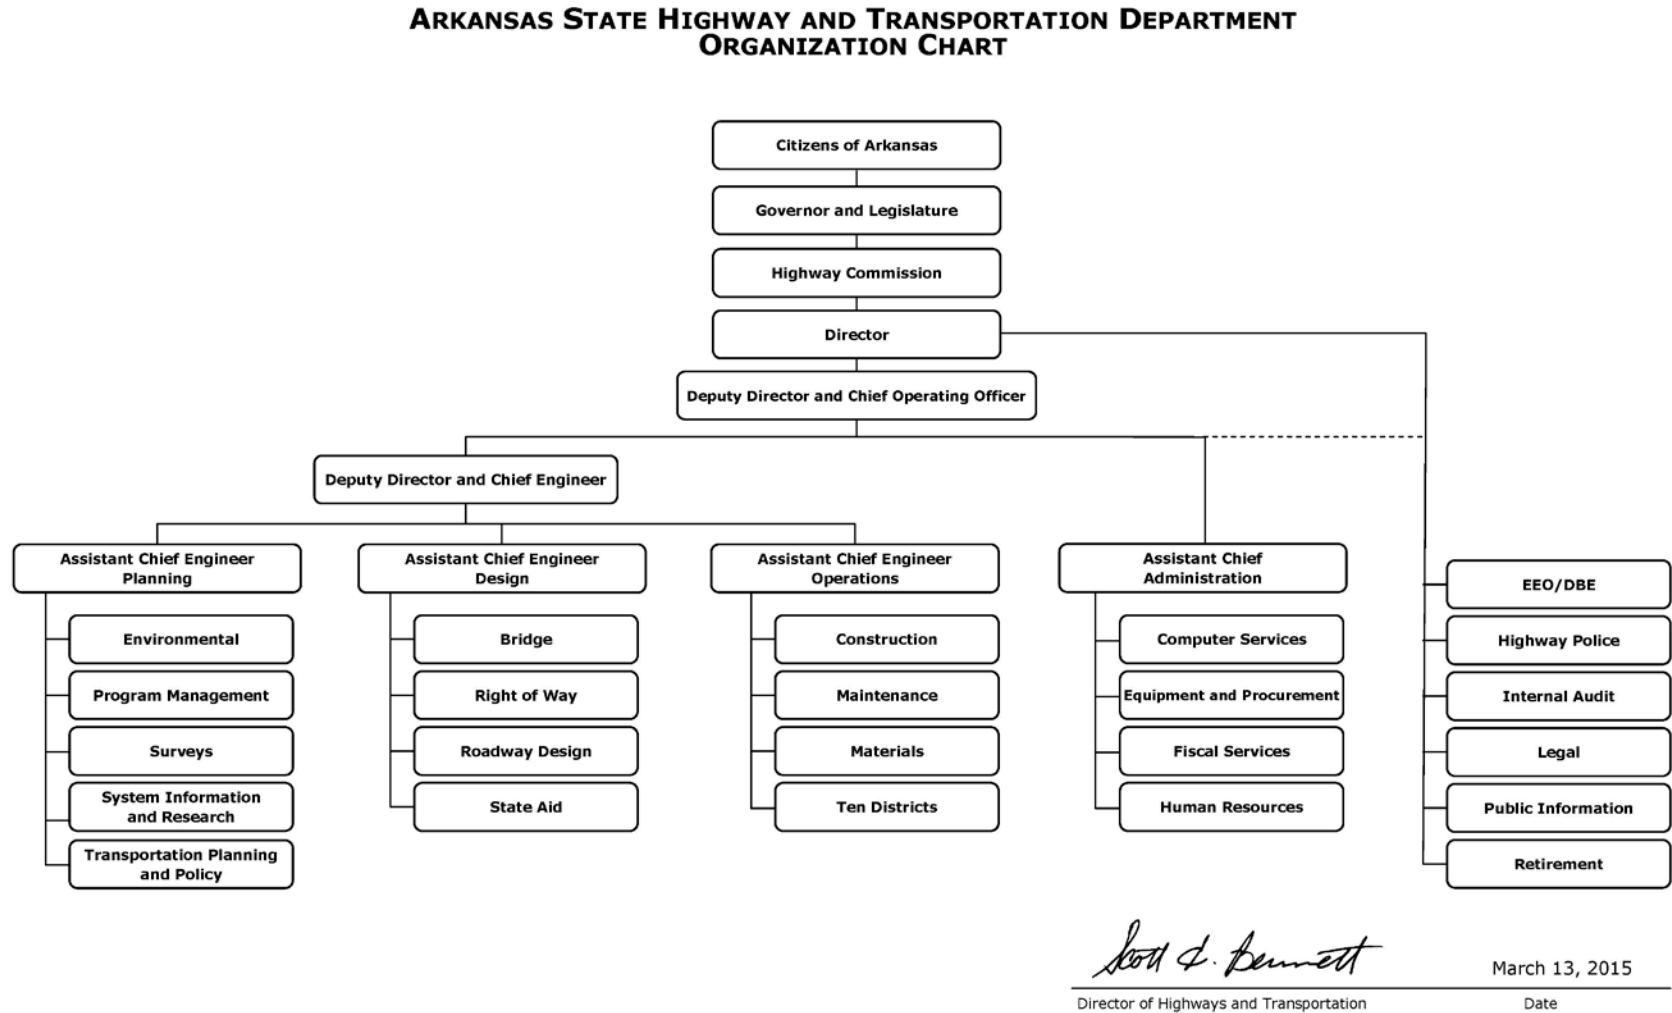 ARKANSAS STATE HIGHWAY AND TRANSPORTATION DEPARTMENT
ORGANIZATION CHART
Citizens of Arkansas
Governor and Legislature
Highway Commission
Director
Deputy Director and Chief Operating Officer
Deputy Director and Chief Engineer
Assistant Chief Engineer
Planning
Environmental
Program Management
Surveys
System Information
and Research
Transportation Planning
and Policy
Assistant Chief Engineer
Design
Bridge
Right of Way
Roadway Design
State Aid
Assistant Chief Engineer
Operations
Construction
Maintenance
Materials
Ten Districts
Assistant Chief
Administration
Computer Services
Equipment and Procurement
Fiscal Services
Human Resources
EEO/DBE
Highway Police
Internal Audit
Legal
Public Information
Retirement
Scott E. Bennett
March 13, 2015
Director of Highways and Transportation
Date